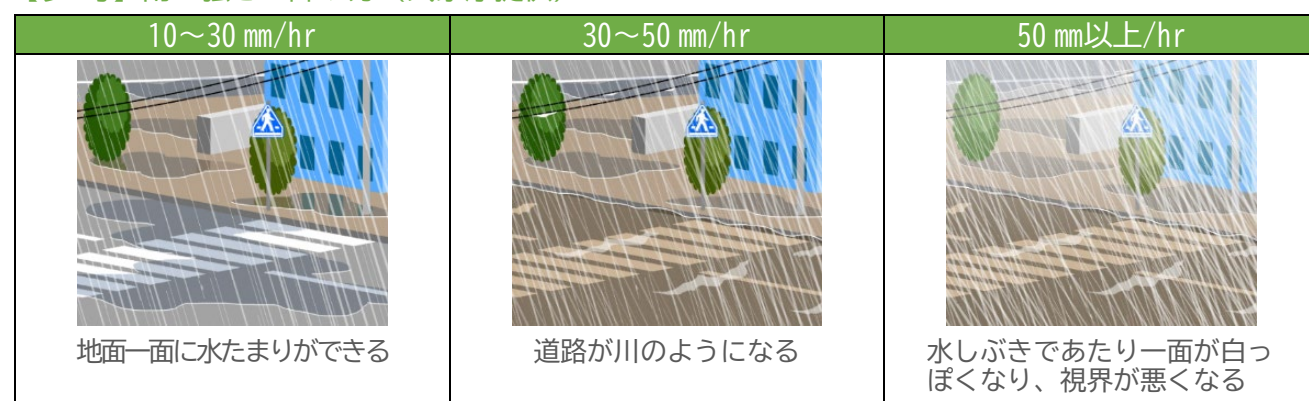 10～30 mm/hr
30～50 mm/hr
50 mm以上/hr
地面一面に水たまりができる
道路が川のようになる
水しぶきであたり一面が白っ
ぽくなり、視界が悪くなる